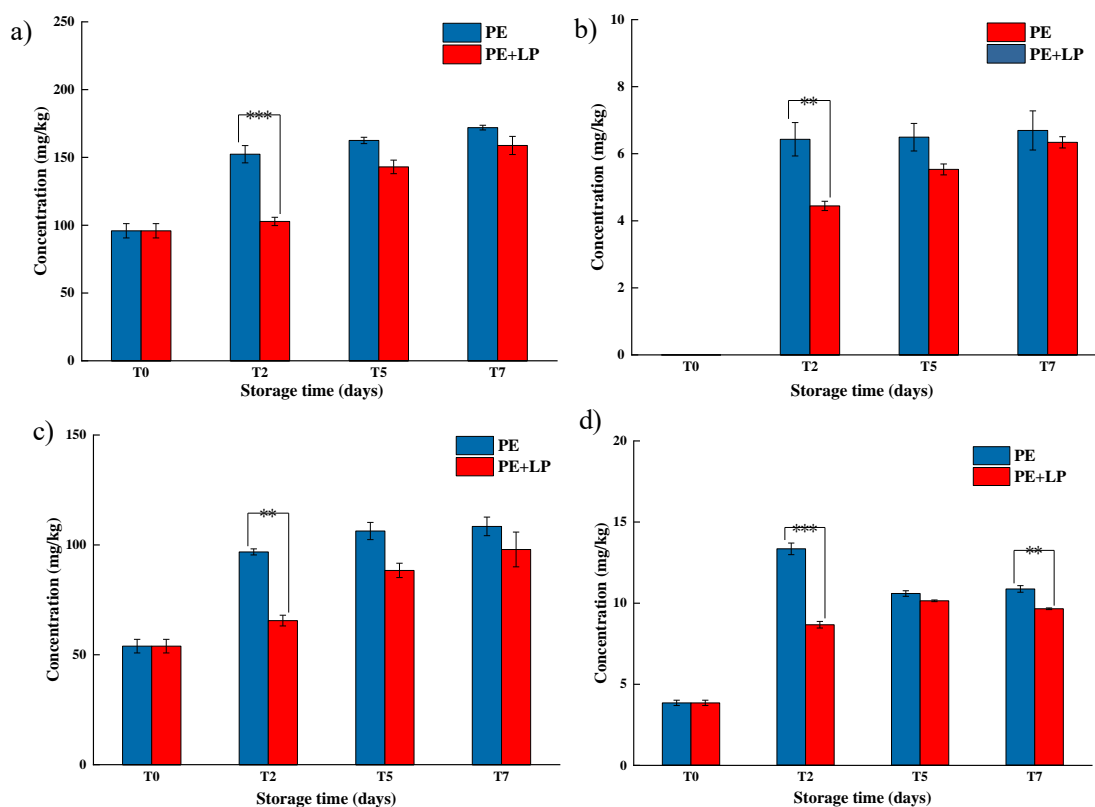 a)
PE
PE+LP
Concentration (mg/kg)
250
200
150
100
50
0
***
T0 T2 T5 T7
Storage time (days)
b)
PE
PE+LP
Concentration (mg/kg)
10
8
6
4
2
0
**
T0 T2 T5 T7
Storage time (days)
c)
PE
PE+LP
Concentration (mg/kg)
150
100
50
0
**
T0 T2 T5 T7
Storage time (days)
d)
PE
PE+LP
Concentration (mg/kg)
20
15
10
5
0
***
**
T0 T2 T5 T7
Storage time (days)